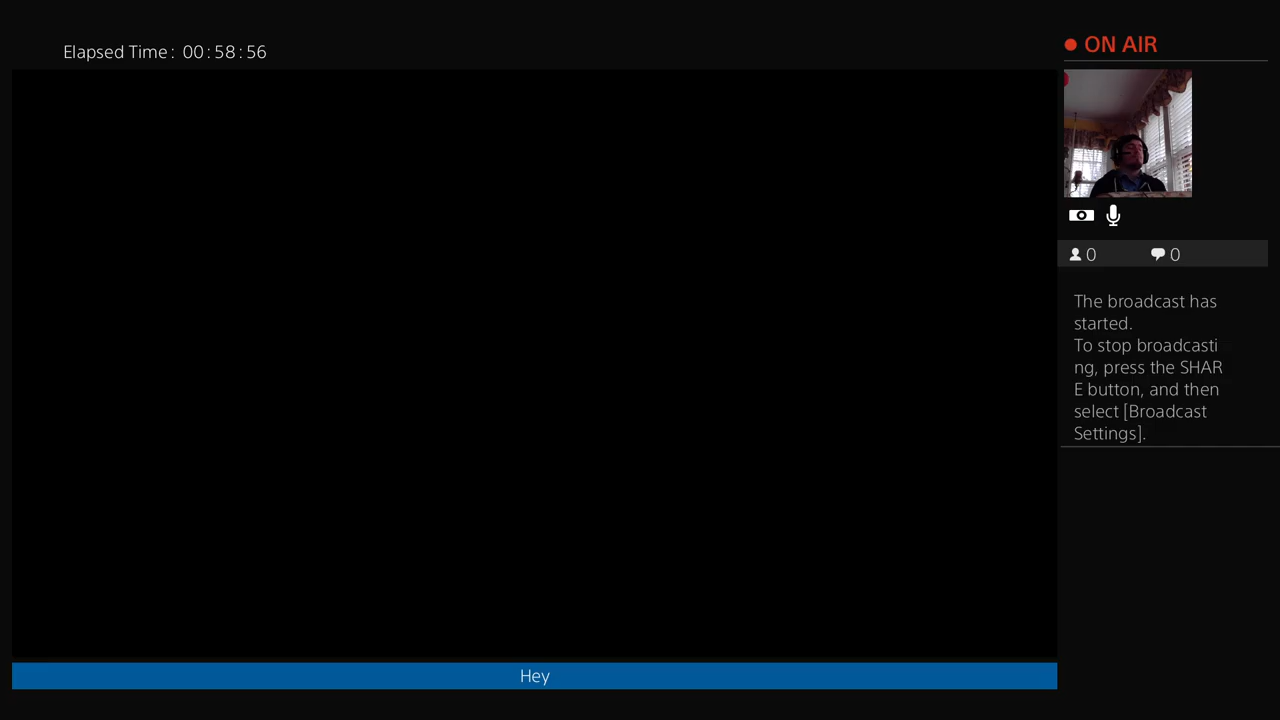 Elapsed Time: 00:58:56
ON AIR
0 0
The broadcast has
started.
To stop broadcasti
ng, press the SHAR
E button, and then
select [Broadcast
Settings].
Hey